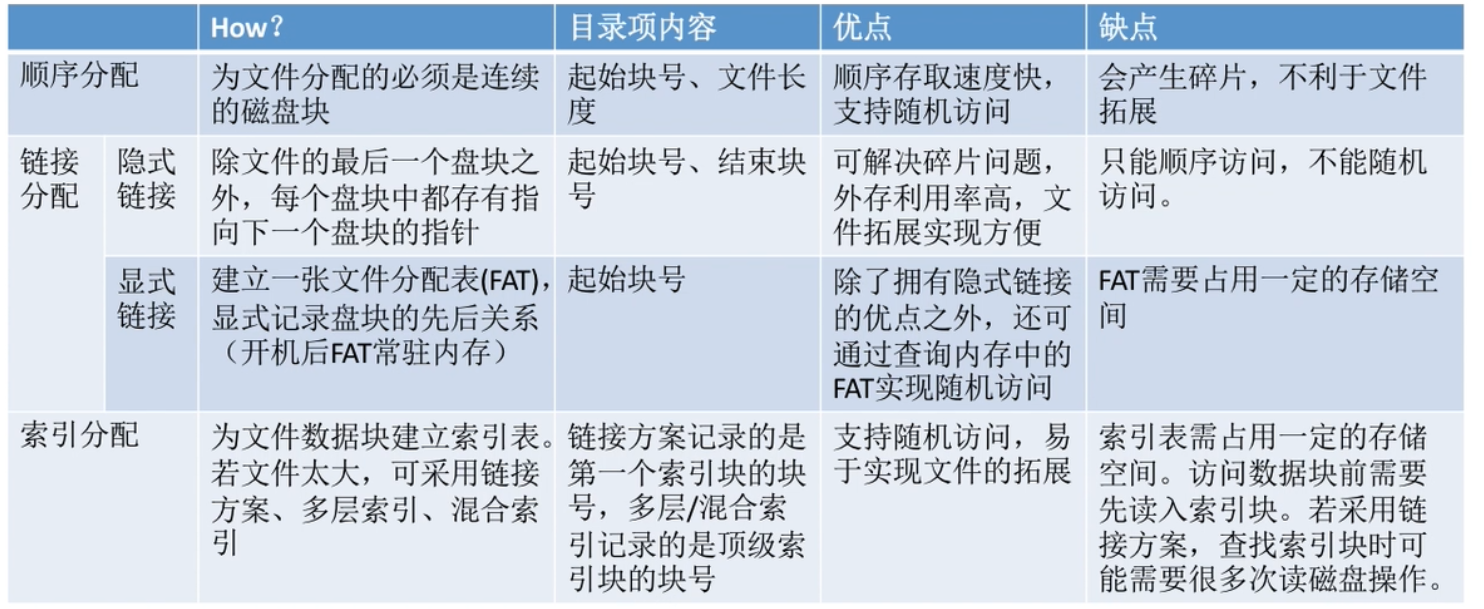 How?
目录项内容
优点
缺点
顺序分配
为文件分配的必须是连续
的磁盘块
起始块号、文件长
度
顺序存取速度快，
支持随机访问
会产生碎片，不利于文件
拓展
链接
分配
隐式
链接
除文件的最后一个盘块之
外，每个盘块中都存有指
向下一个盘块的指针
起始块号、结束块
号
可解决碎片问题，
外存利用率高，文
件拓展实现方便
只能顺序访问，不能随机
访问。
显式
链接
建立一张文件分配表(FAT)，
显式记录盘块的先后关系
（开机后FAT常驻内存）
起始块号
除了拥有隐式链接
的优点之外，还可
通过查询内存中的
FAT实现随机访问
FAT需要占用一定的存储空
间
索引分配
为文件数据块建立索引表。
若文件太大，可采用链接
方案、多层索引、混合索
引
链接方案记录的是
第一个索引块的块
号，多层/混合索
引记录的是顶级索
引块的块号
支持随机访问，易
于实现文件的拓展
索引表需占用一定的存储
空间。访问数据块前需要
先读入索引块。若采用链
接方案，查找索引块时可
能需要很多次读磁盘操作。